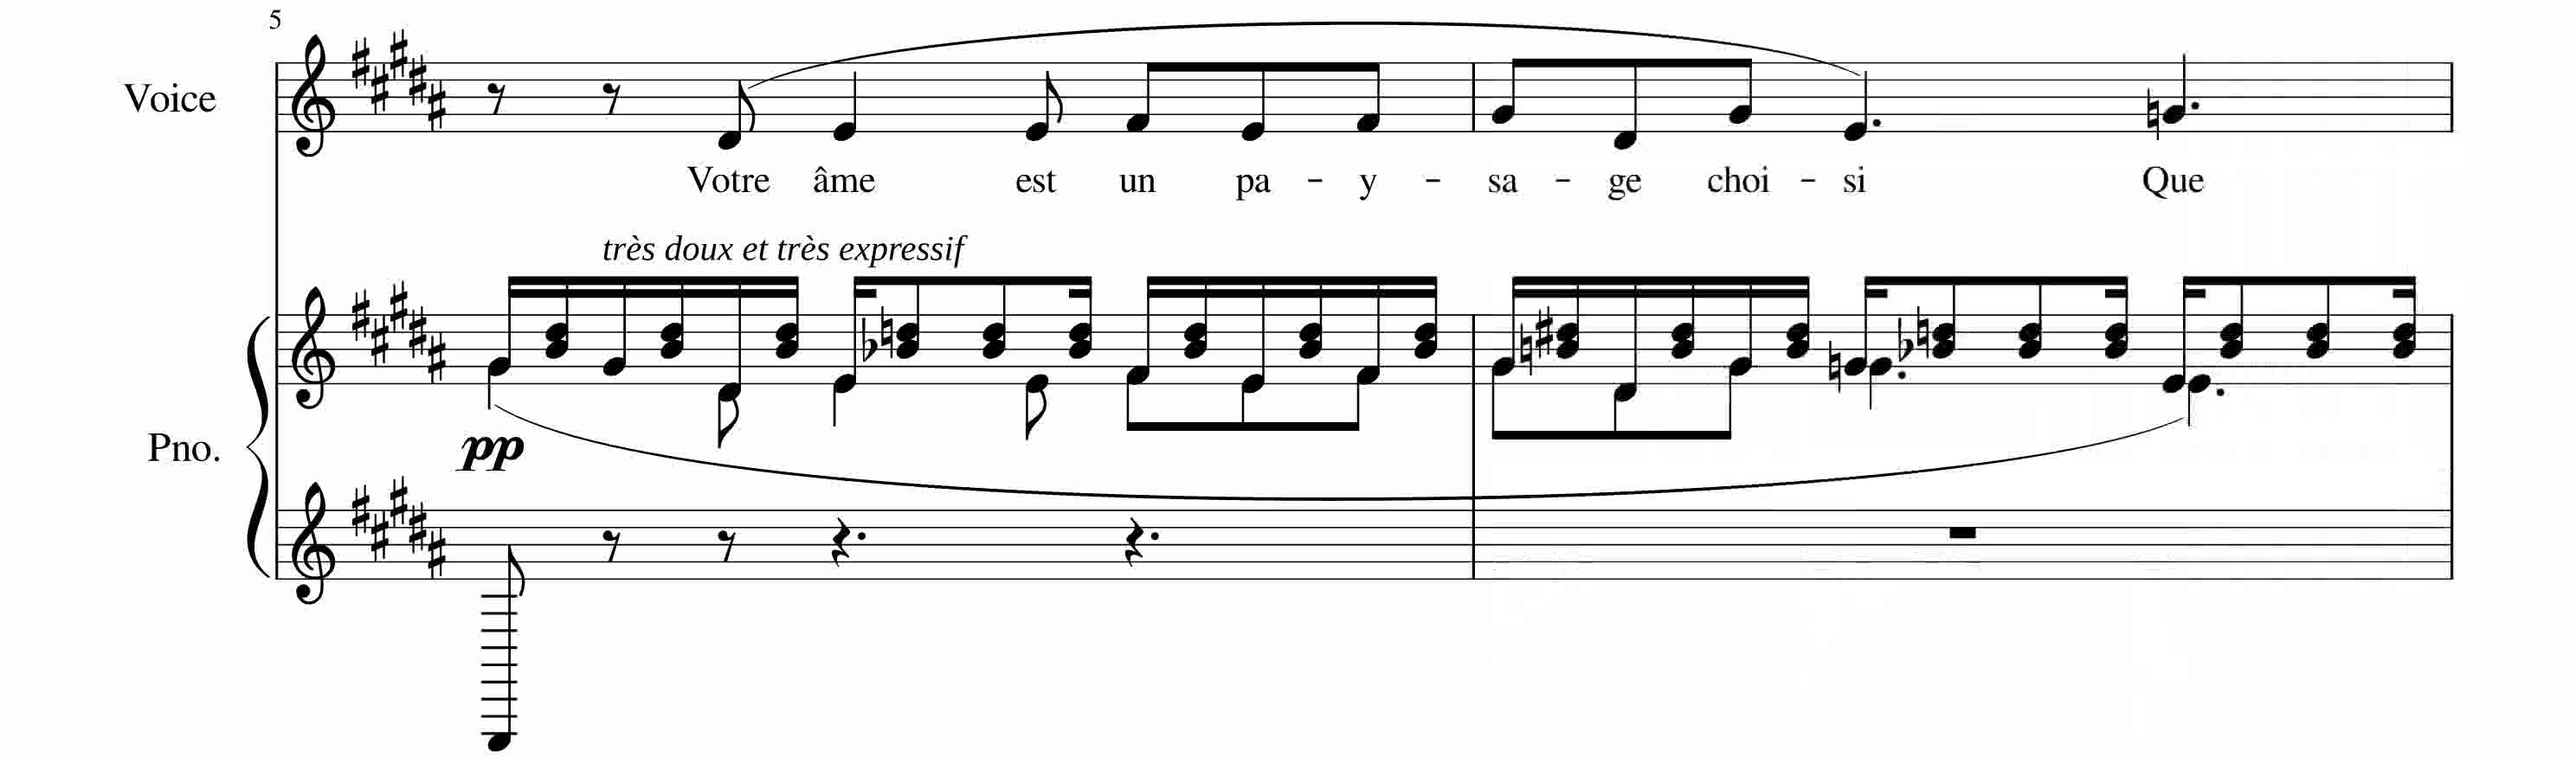 5
Voice
Votre âme est un pa - y - sa - ge choi - si Que
très doux et très expressif
Pno.
pp